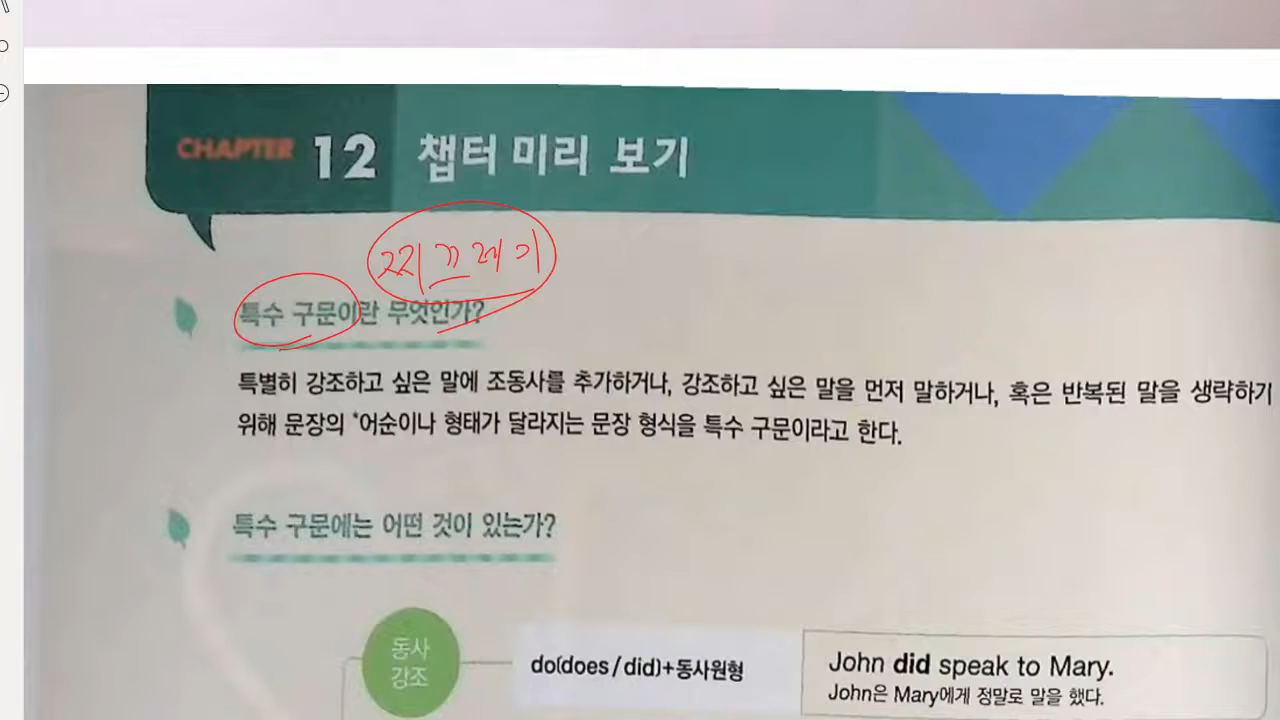 CHAPTER 12 챕터 미리 보기
찌끄레기
특수 구문이란 무엇인가?
특별히 강조하고 싶은 말에 조동사를 추가하거나, 강조하고 싶은 말을 먼저 말하거나, 혹은 반복된 말을 생략하기
위해 문장의 *어순이나 형태가 달라지는 문장 형식을 특수 구문이라고 한다.
특수 구문에는 어떤 것이 있는가?
동사
강조
do(does/did)+동사원형
John did speak to Mary.
John은 Mary에게 정말로 말을 했다.